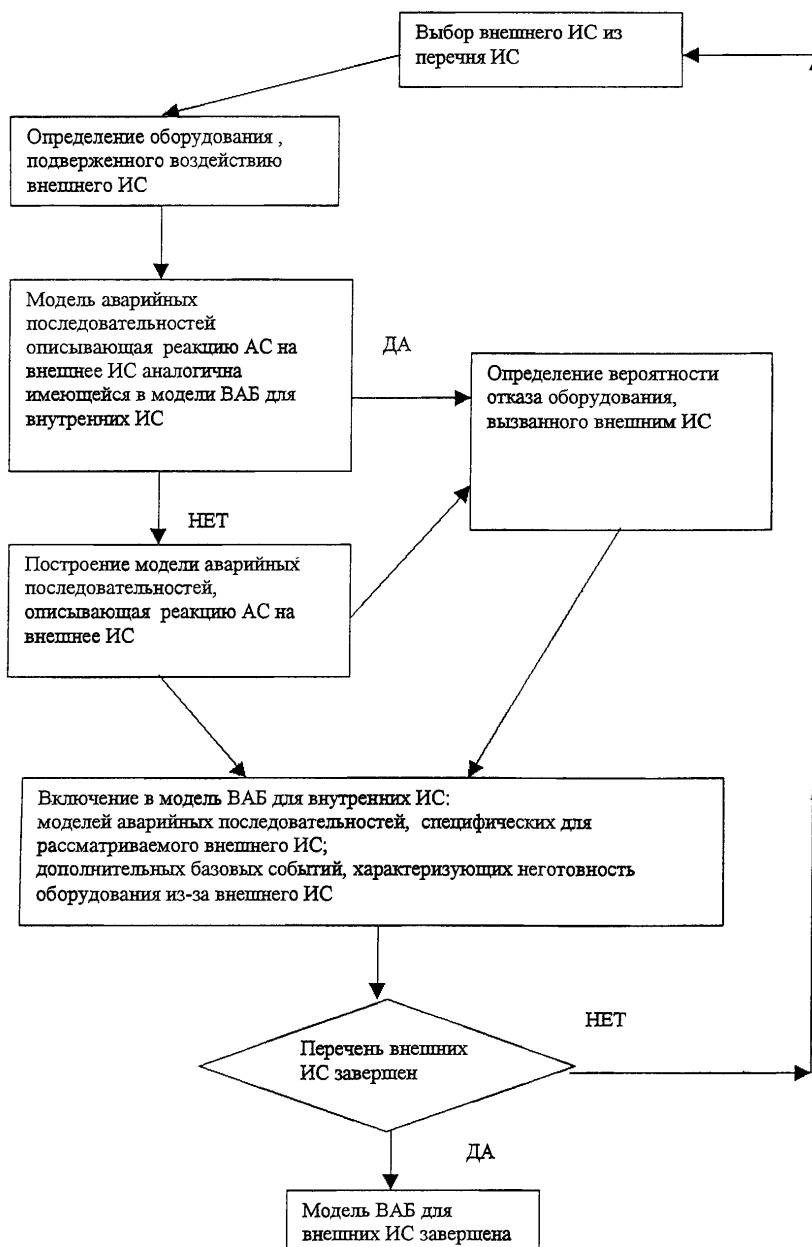 Выбор внешнего ИС из
перечня ИС
Определение оборудования ,
подверженного воздействию
внешнего ИС
Модель аварийных
последовательностей
описывающая реакцию АС на
внешнее ИС аналогична
имеющейся в модели ВАБ для
внутренних ИС
ДА
Определение вероятности
отказа оборудования,
вызванного внешним ИС
НЕТ
Построение модели аварийных
последовательностей,
описывающая реакцию АС на
внешнее ИС
Включение в модель ВАБ для внутренних ИС:
моделей аварийных последовательностей, специфических для
рассматриваемого внешнего ИС;
дополнительных базовых событий, характеризующих неготовность
оборудования из-за внешнего ИС
НЕТ
Перечень внешних
ИС завершен
ДА
Модель ВАБ для
внешних ИС завершена